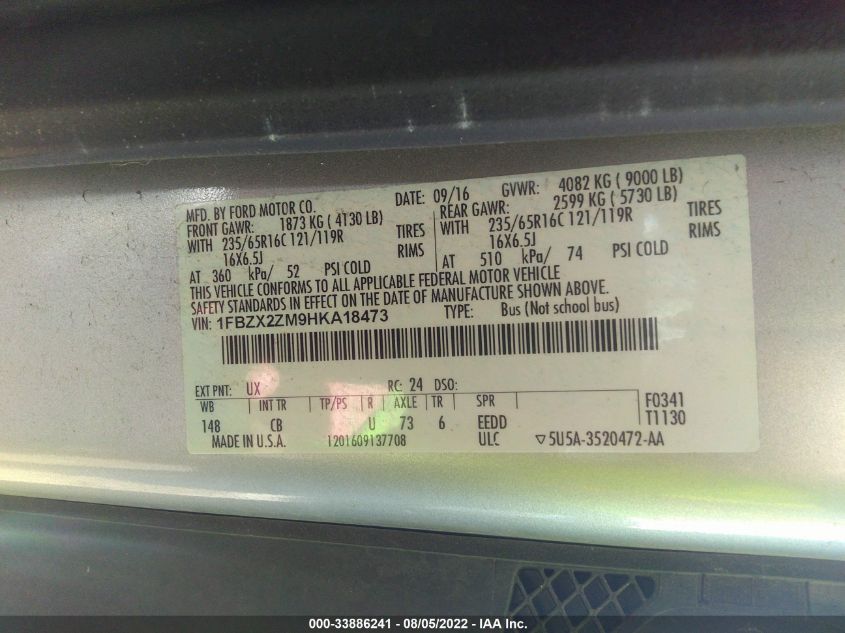 MFD. BY FORD MOTOR CO. DATE: 09/16 GVWR: 4082 KG ( 9000 LB)
FRONT GAWR: 1873 KG ( 4130 LB) REAR GAWR: 2599 KG ( 5730 LB)
WITH 235/65R16C 121/119R TIRES WITH 235/65R16C 121/119R TIRES
16X6.5J RIMS 16X6.5J RIMS
AT 360 kPa/ 52 PSI COLD AT 510 kPa/ 74 PSI COLD
THIS VEHICLE CONFORMS TO ALL APPLICABLE FEDERAL MOTOR VEHICLE
SAFETY STANDARDS IN EFFECT ON THE DATE OF MANUFACTURE SHOWN ABOVE.
VIN: 1FBZX2ZM9HKA18473 TYPE: Bus (Not school bus)
EXT PNT: UX RC: 24 DSO:
WB INT TR TP/PS R AXLE TR SPR F0341
148 CB U 73 6 EEDD T1130
MADE IN U.S.A. 1201609137708 ULC ▽5U5A-3520472-AA
000-33886241 - 08/05/2022 - IAA Inc.